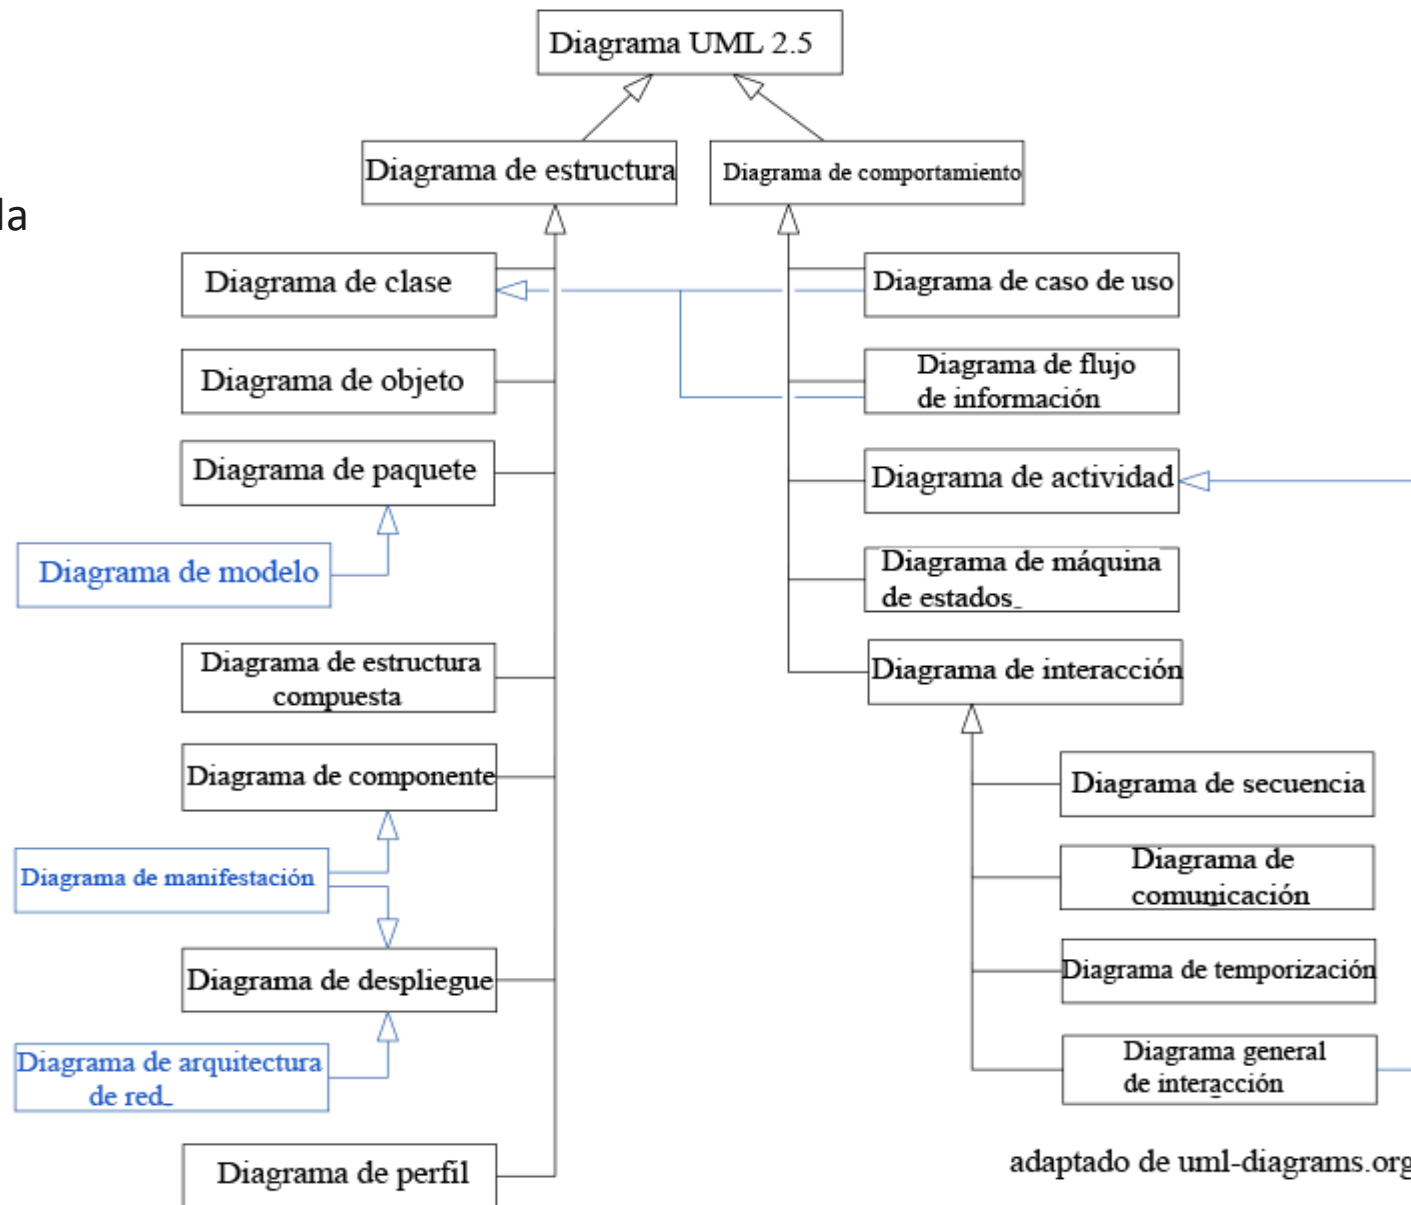 Diagrama UML 2.5
Diagrama de estructura
Diagrama de comportamiento
Diagrama de clase
Diagrama de objeto
Diagrama de paquete
Diagrama de modelo
Diagrama de estructura
compuesta
Diagrama de componente
Diagrama de manifestación
Diagrama de despliegue
Diagrama de arquitectura
de red_
Diagrama de perfil
Diagrama de caso de uso
Diagrama de flujo
de información
Diagrama de actividad
Diagrama de máquina
de estados_
Diagrama de interacción
Diagrama de secuencia
Diagrama de
comunicación
Diagrama de temporización
Diagrama general
de interacción
adaptado de uml-diagrams.org